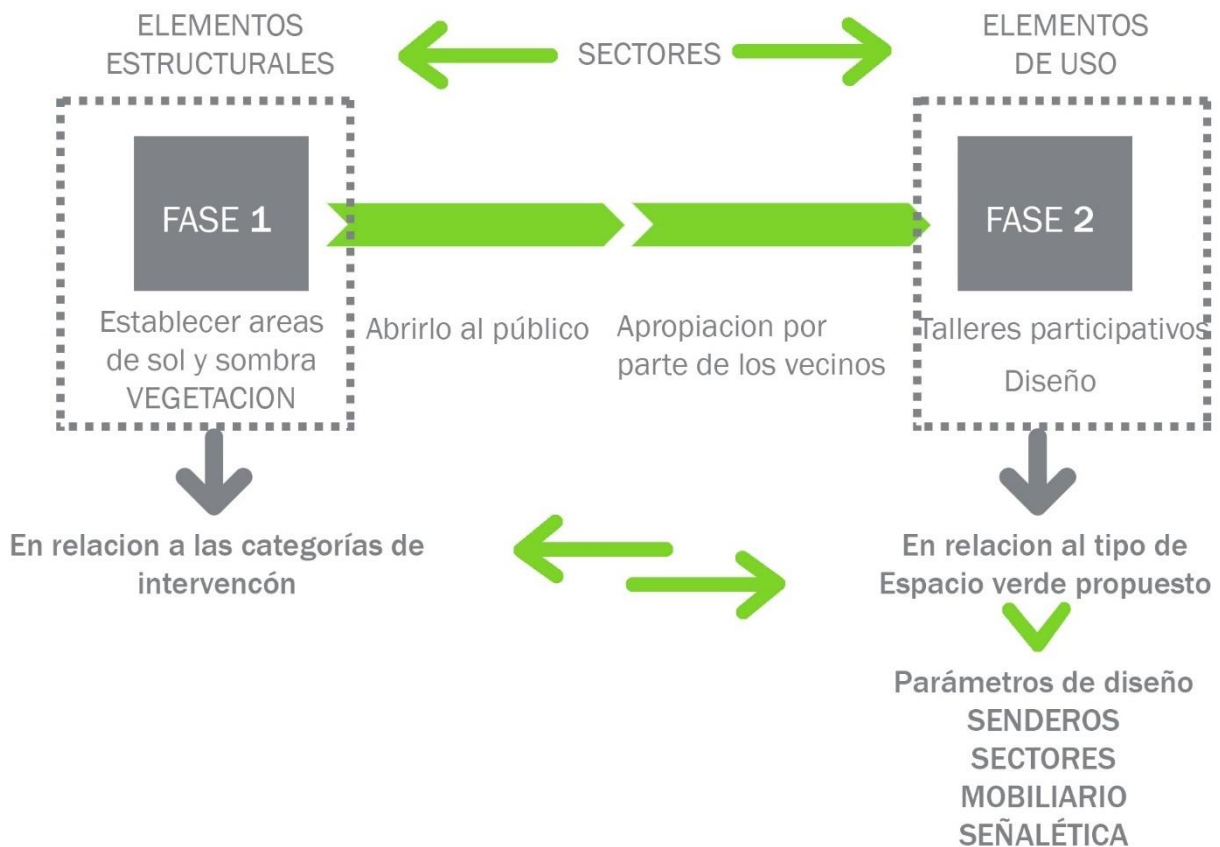 ELEMENTOS
ESTRUCTURALES
SECTORES
ELEMENTOS
DE USO
FASE 1
Establecer areas
de sol y sombra
VEGETACION
Abrirlo al público
Apropiacion por
parte de los vecinos
FASE 2
Talleres participativos
Diseño
En relacion a las categorías de
intervencón
En relacion al tipo de
Espacio verde propuesto
Parámetros de diseño
SENDEROS
SECTORES
MOBILIARIO
SEÑALÉTICA